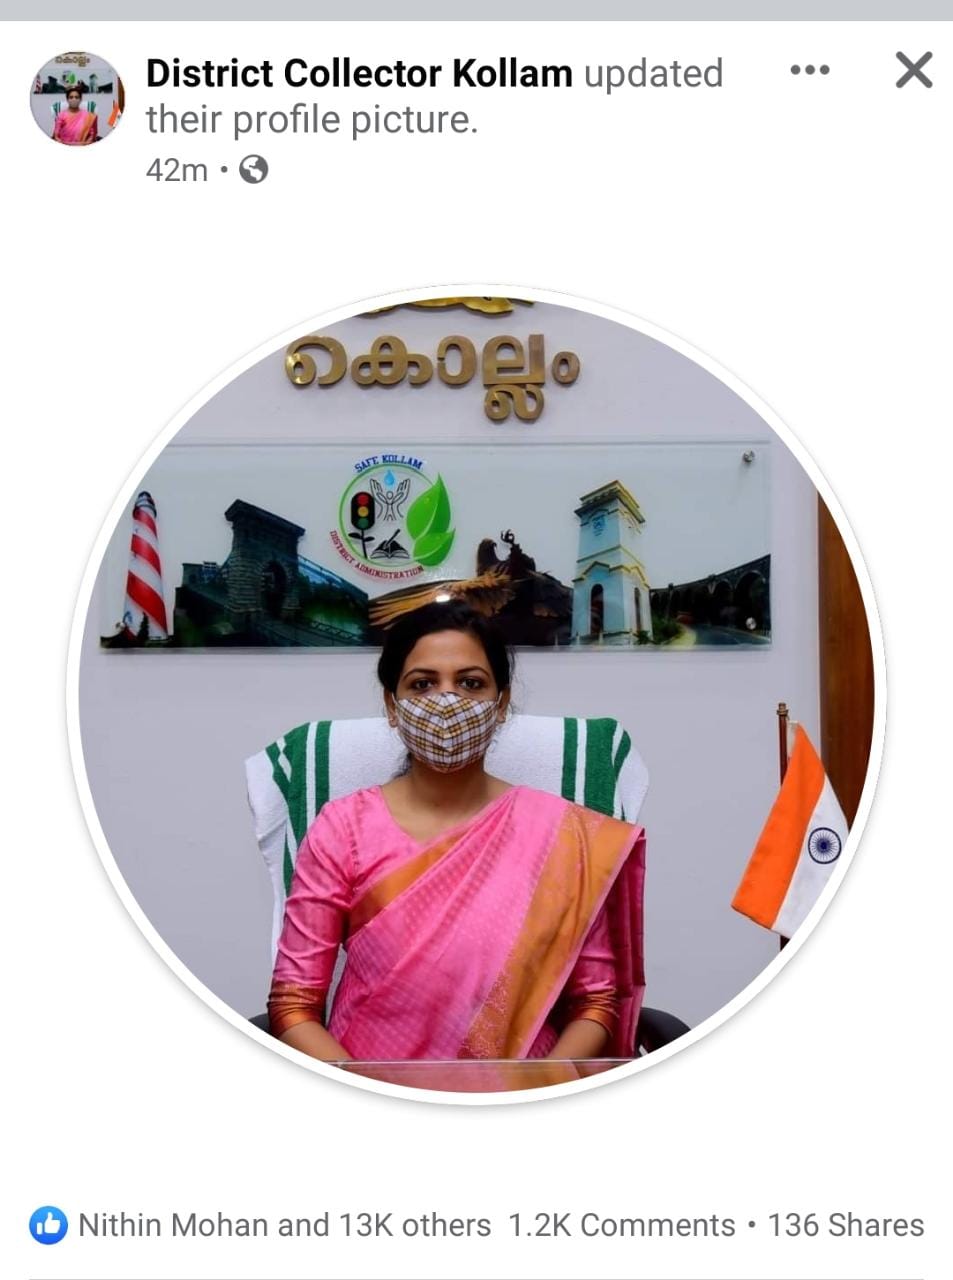 District Collector Kollam updated
their profile picture.
42m
കൊല്ലം
SAFE KOLLAM
DISTRICT ADMINISTRATION
Nithin Mohan and 13K others 1.2K Comments • 136 Shares